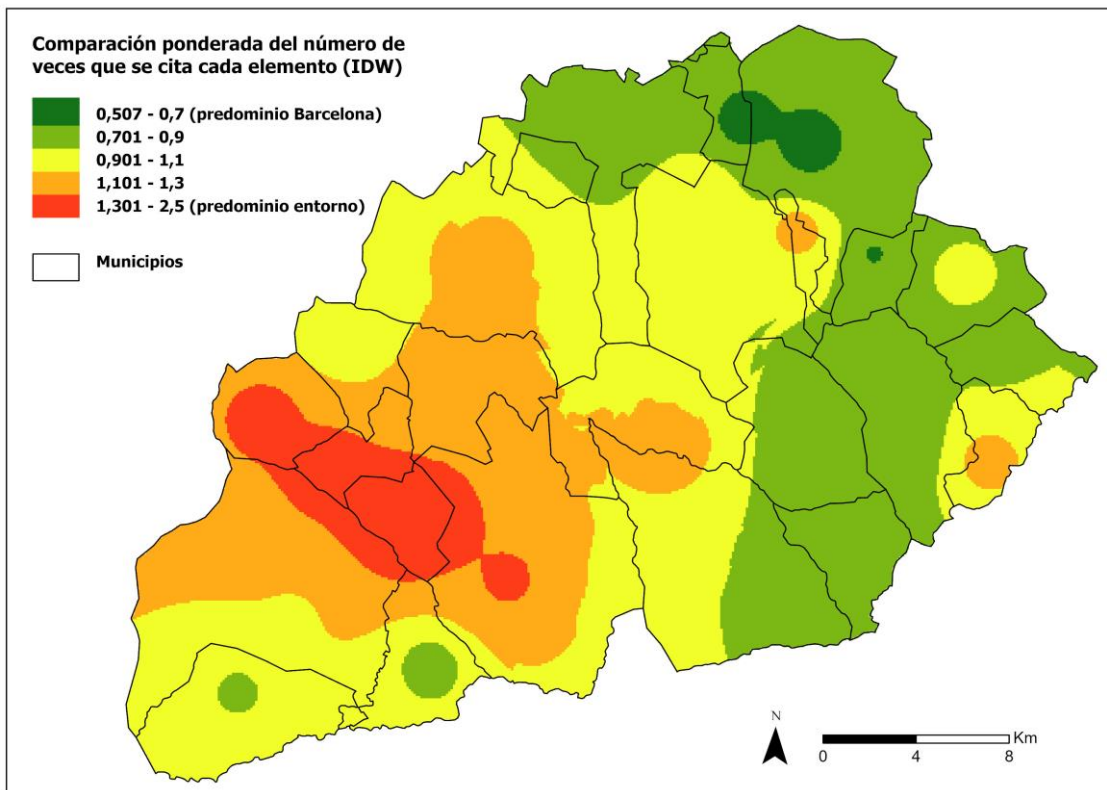 Comparación ponderada del número de
veces que se cita cada elemento (IDW)
0,507 - 0,7 (predominio Barcelona)
0,701 - 0,9
0,901 - 1,1
1,101 - 1,3
1,301 - 2,5 (predominio entorno)
Municipios
N
Km
0 4 8